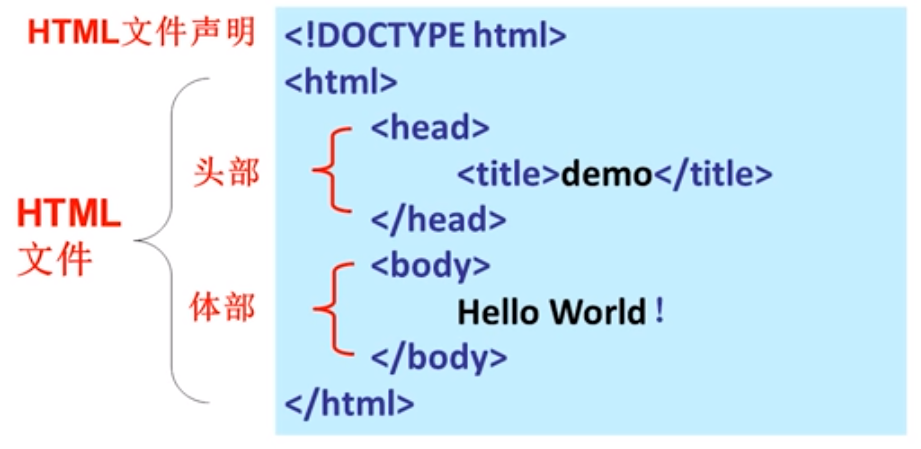 HTML文件声明 <!DOCTYPE html>
<html>
<head>
头部 <title>demo</title>
HTML
文件
</head>
<body>
体部 Hello World！
</body>
</html>